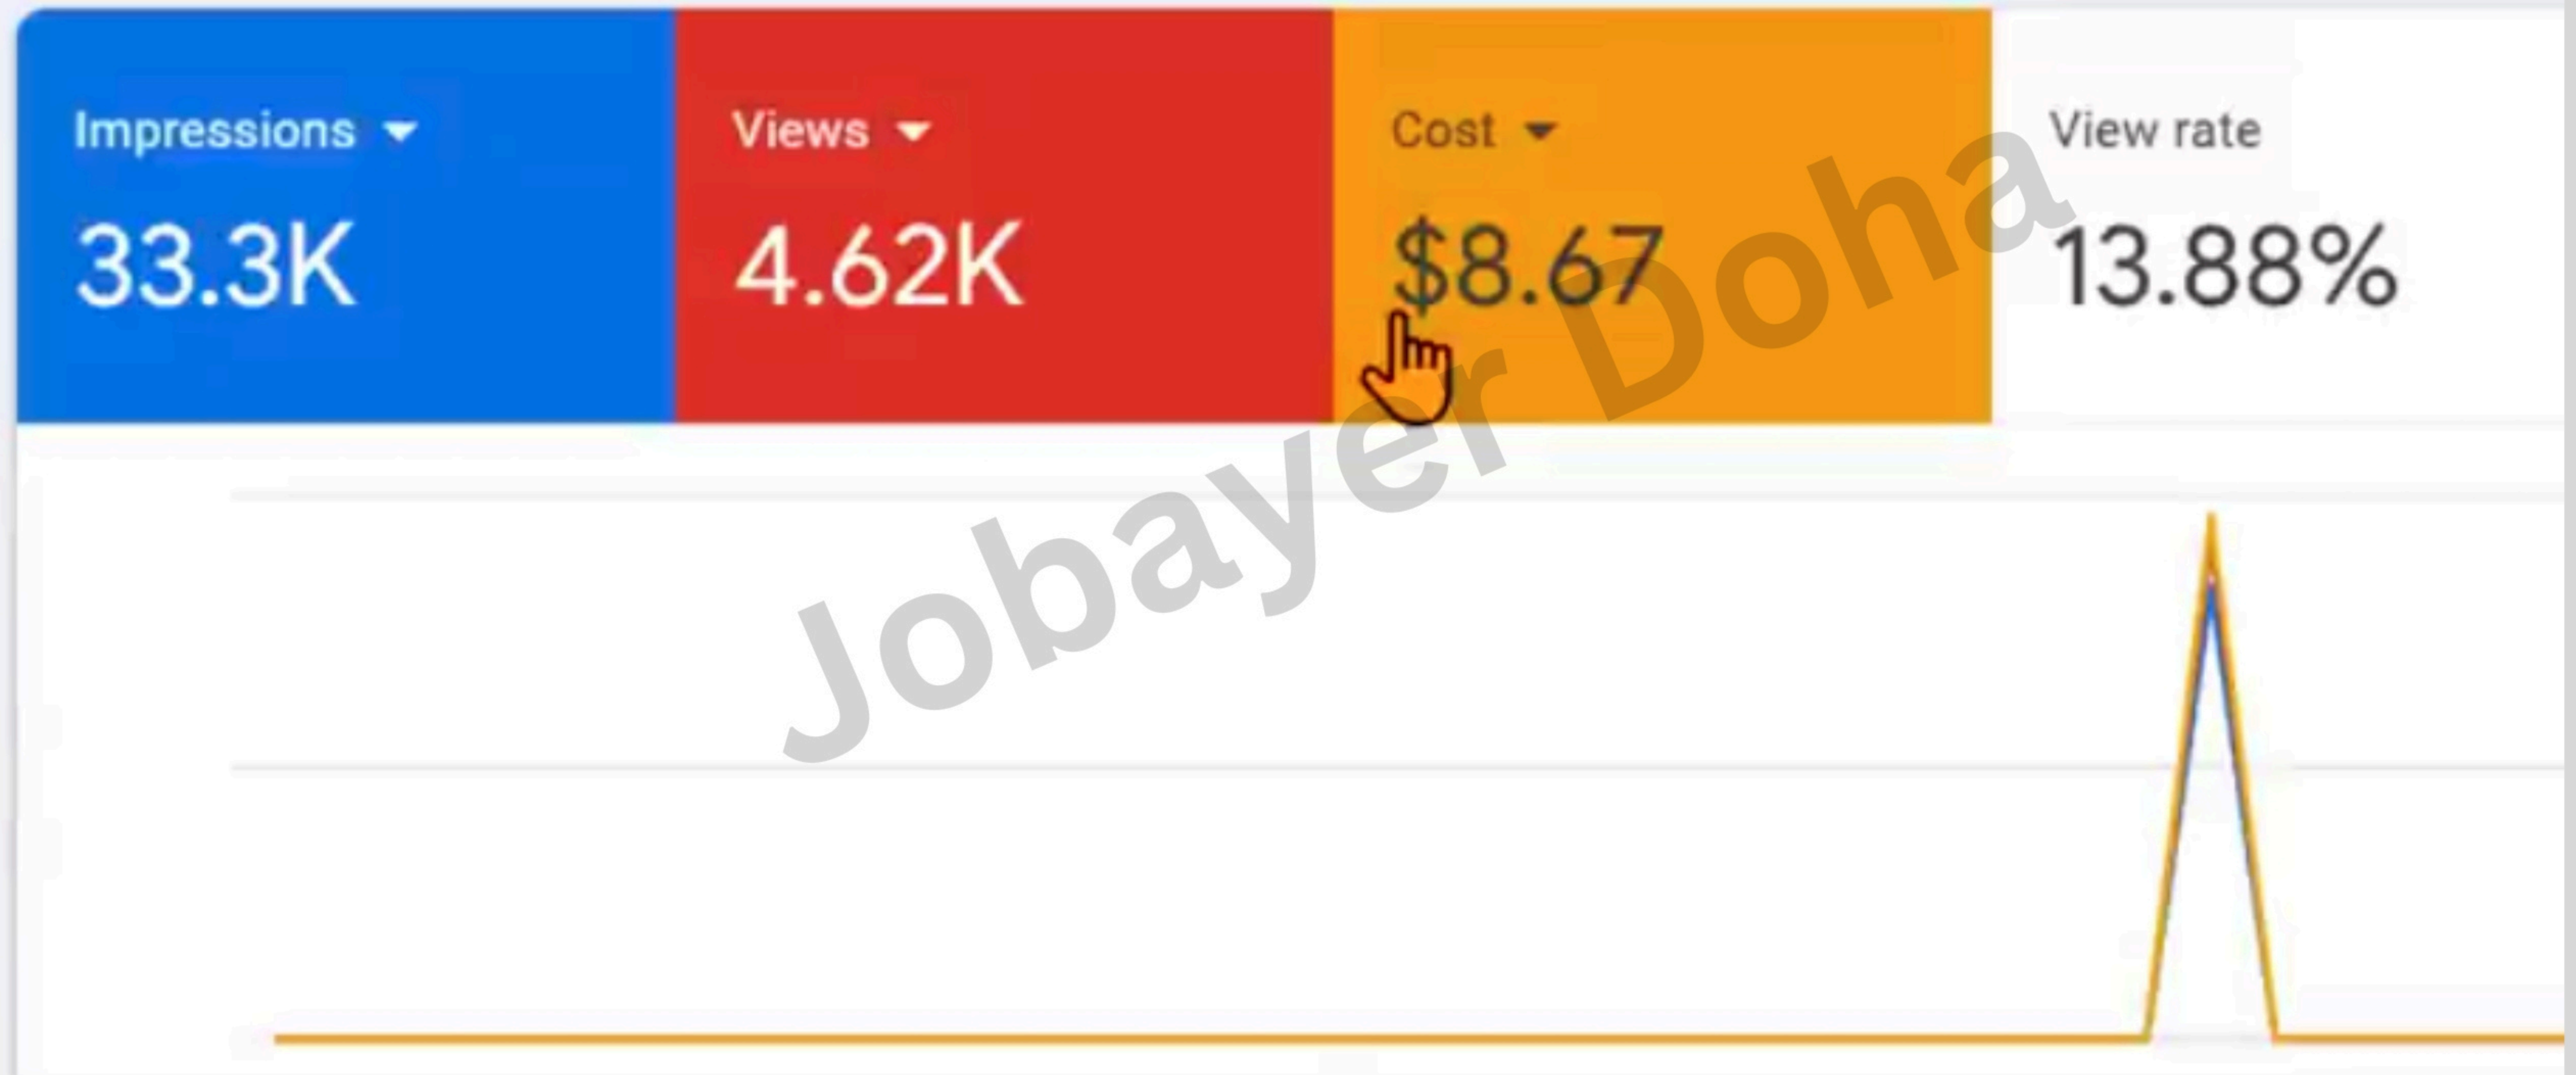 Impressions
33.3K
Views
4.62K
Cost
$8.67
View rate
13.88%
Jobayer Doha